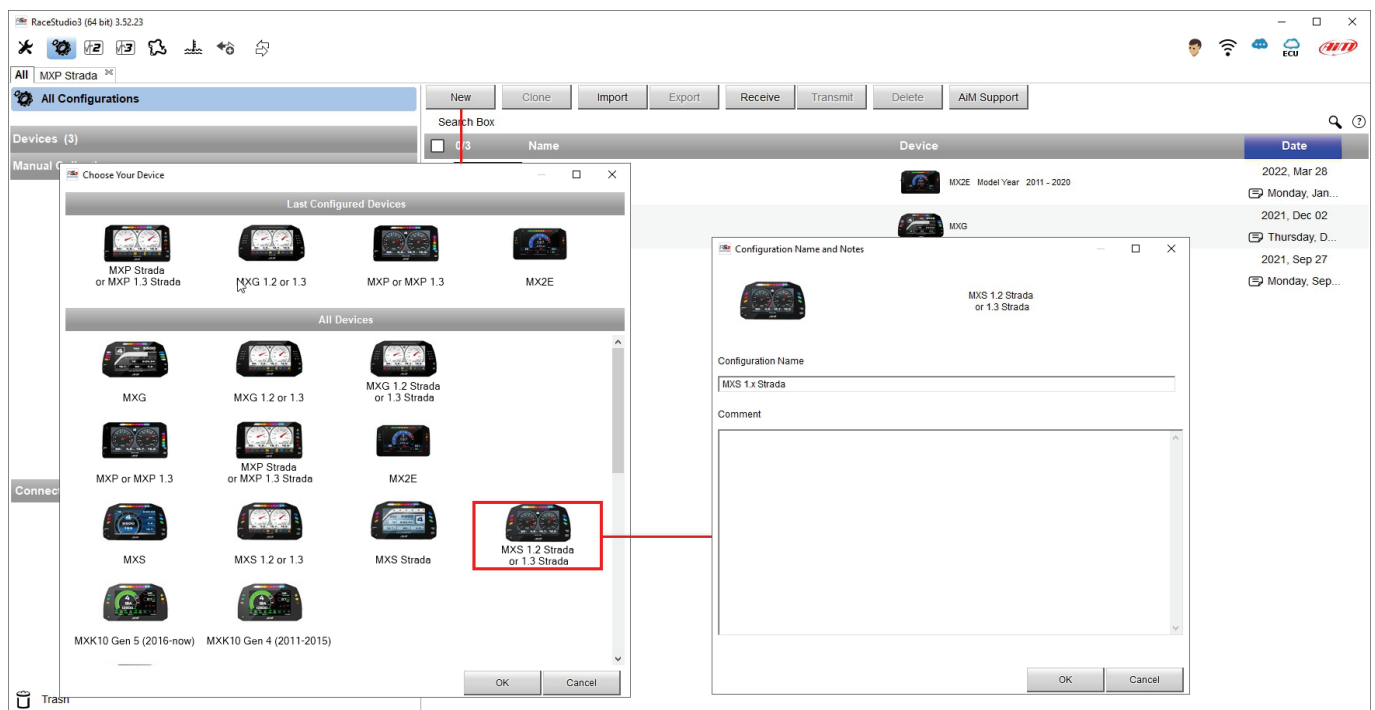 RaceStudio3 (64 bit) 3.52.23
ECU
All
MXP Strada
All Configurations
New
Clone
Import
Export
Receive
Transmit
Delete
AiM Support
Search Box
Devices (3)
Name
Device
Date
MX2E Model Year 2011 - 2020
2022, Mar 28
Monday, Jan...
MXG
2021, Dec 02
Thursday, D...
2021, Sep 27
Monday, Sep...
Choose Your Device
Last Configured Devices
MXP Strada
or MXP 1.3 Strada
MXG 1.2 or 1.3
MXP or MXP 1.3
MX2E
All Devices
MXG
MXG 1.2 or 1.3
MXG 1.2 Strada
or 1.3 Strada
MXP or MXP 1.3
MXP Strada
or MXP 1.3 Strada
MX2E
MXS
MXS 1.2 or 1.3
MXS Strada
MXS 1.2 Strada
or 1.3 Strada
MXK10 Gen 5 (2016-now)
MXK10 Gen 4 (2011-2015)
OK
Cancel
Configuration Name and Notes
MXS 1.2 Strada
or 1.3 Strada
Configuration Name
MXS 1.x Strada
Comment
OK
Cancel
Trash